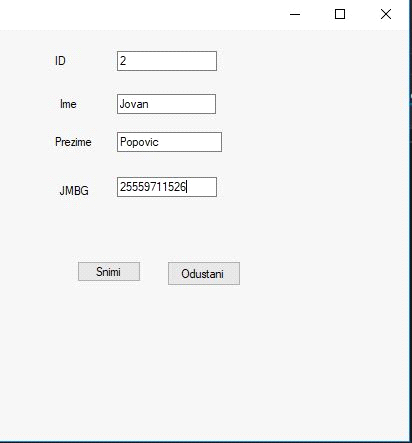 ID 2
Ime Jovan
Prezime Popovic
JMBG 25559711526
Snimi Odustani